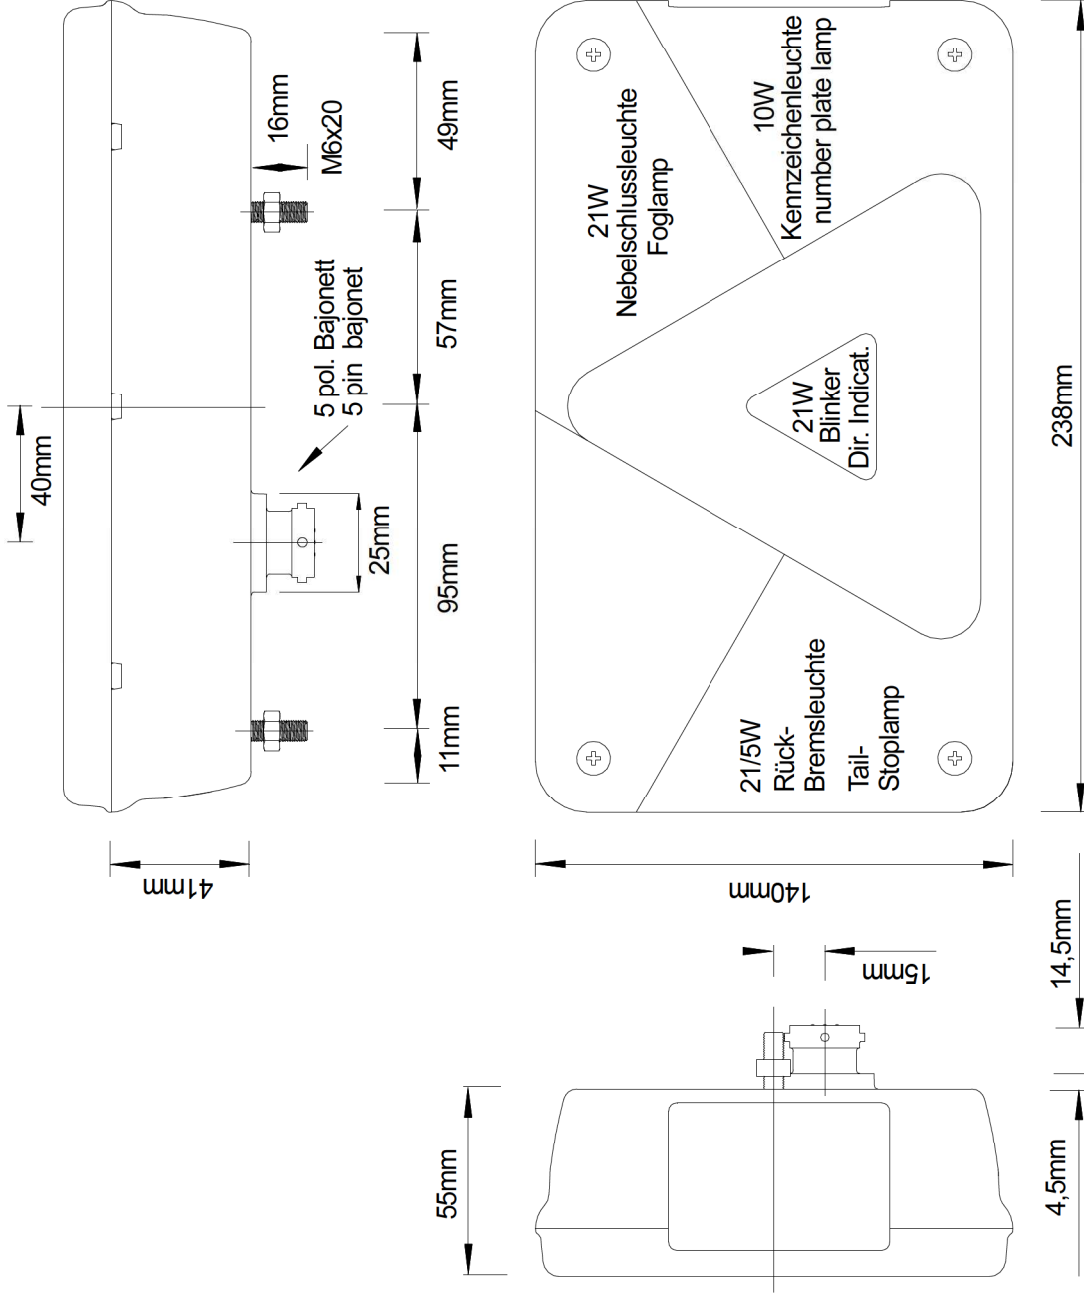 40mm
16mm
M6x20
5 pol. Bajonett
5 pin bajonet
25mm
11mm
95mm
57mm
49mm
41mm
21W
Nebelschlussleuchte
Foglamp
10W
Kennzeichenleuchte
number plate lamp
21W
Blinker
Dir. Indicat.
21/5W
Rück-
Bremsleuchte
Tail-
Stoplamp
238mm
140mm
15mm
55mm
4,5mm
14,5mm